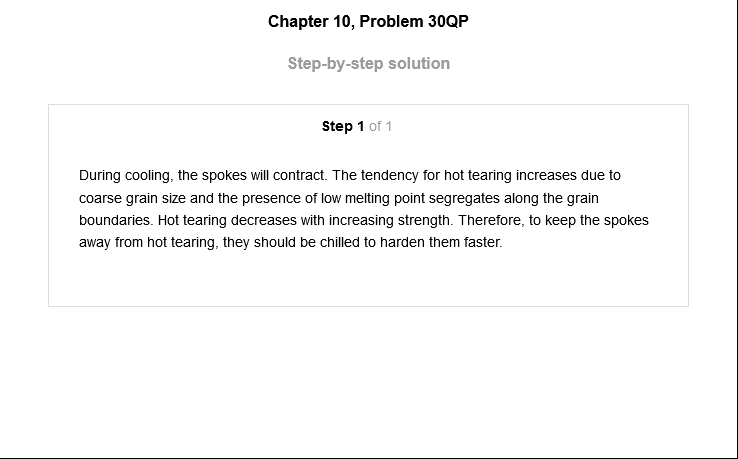 Chapter 10, Problem 30QP
Step-by-step solution
Step 1 of 1
During cooling, the spokes will contract. The tendency for hot tearing increases due to
coarse grain size and the presence of low melting point segregates along the grain
boundaries. Hot tearing decreases with increasing strength. Therefore, to keep the spokes
away from hot tearing, they should be chilled to harden them faster.